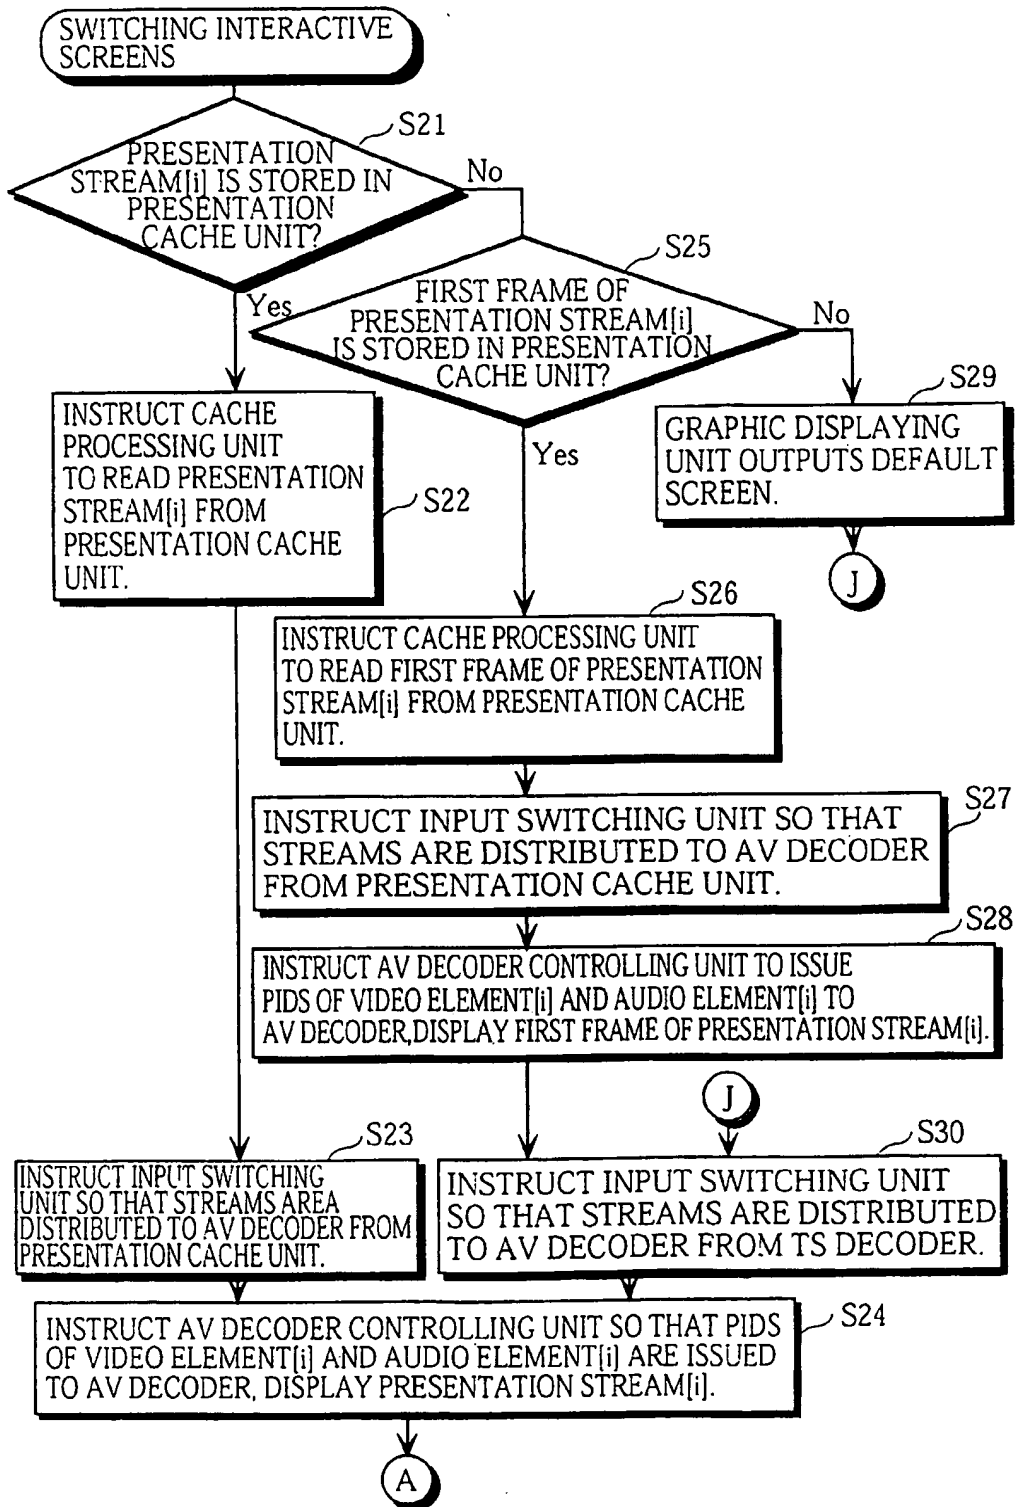 SWITCHING INTERACTIVE
SCREENS
S21
PRESENTATION
STREAM[i] IS STORED IN
PRESENTATION
CACHE UNIT?
No
Yes
S25
FIRST FRAME OF
PRESENTATION STREAM[i]
IS STORED IN PRESENTATION
CACHE UNIT?
No
Yes
S29
GRAPHIC DISPLAYING
UNIT OUTPUTS DEFAULT
SCREEN.
J
INSTRUCT CACHE
PROCESSING UNIT
TO READ PRESENTATION
STREAM[i] FROM
PRESENTATION CACHE
UNIT.
S22
S26
INSTRUCT CACHE PROCESSING UNIT
TO READ FIRST FRAME OF PRESENTATION
STREAM[i] FROM PRESENTATION CACHE
UNIT.
S27
INSTRUCT INPUT SWITCHING UNIT SO THAT
STREAMS ARE DISTRIBUTED TO AV DECODER
FROM PRESENTATION CACHE UNIT.
S28
INSTRUCT AV DECODER CONTROLLING UNIT TO ISSUE
PIDS OF VIDEO ELEMENT[i] AND AUDIO ELEMENT[i] TO
AV DECODER,DISPLAY FIRST FRAME OF PRESENTATION STREAM[i].
J
S23
INSTRUCT INPUT SWITCHING
UNIT SO THAT STREAMS AREA
DISTRIBUTED TO AV DECODER FROM
PRESENTATION CACHE UNIT.
S30
INSTRUCT INPUT SWITCHING UNIT
SO THAT STREAMS ARE DISTRIBUTED
TO AV DECODER FROM TS DECODER.
S24
INSTRUCT AV DECODER CONTROLLING UNIT SO THAT PIDS
OF VIDEO ELEMENT[i] AND AUDIO ELEMENT[i] ARE ISSUED
TO AV DECODER, DISPLAY PRESENTATION STREAM[i].
A